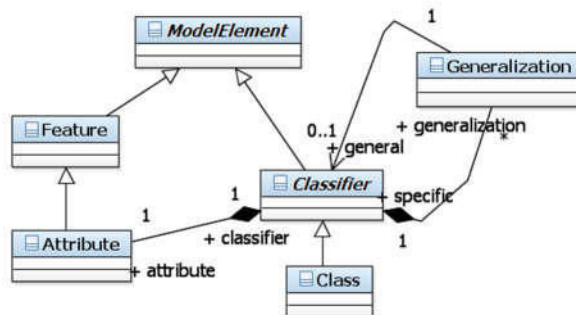 ModelElement
1
Generalization
Feature
0..1
+ general
+ generalization
*
Classifier
+ specific
1
1
1
+ classifier
Attribute
+ attribute
Class